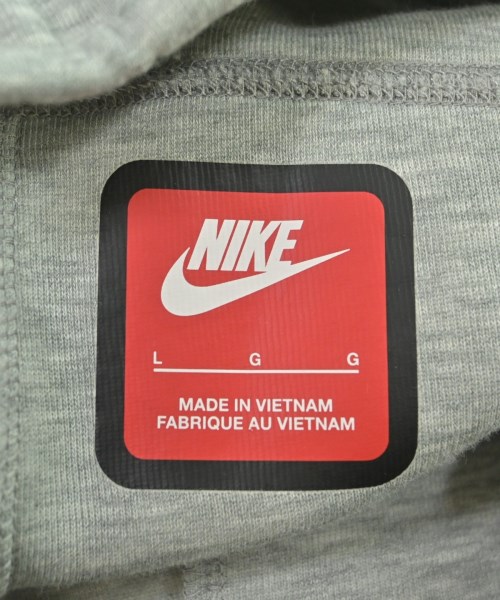 NIKE
L G G
MADE IN VIETNAM
FABRIQUE AU VIETNAM